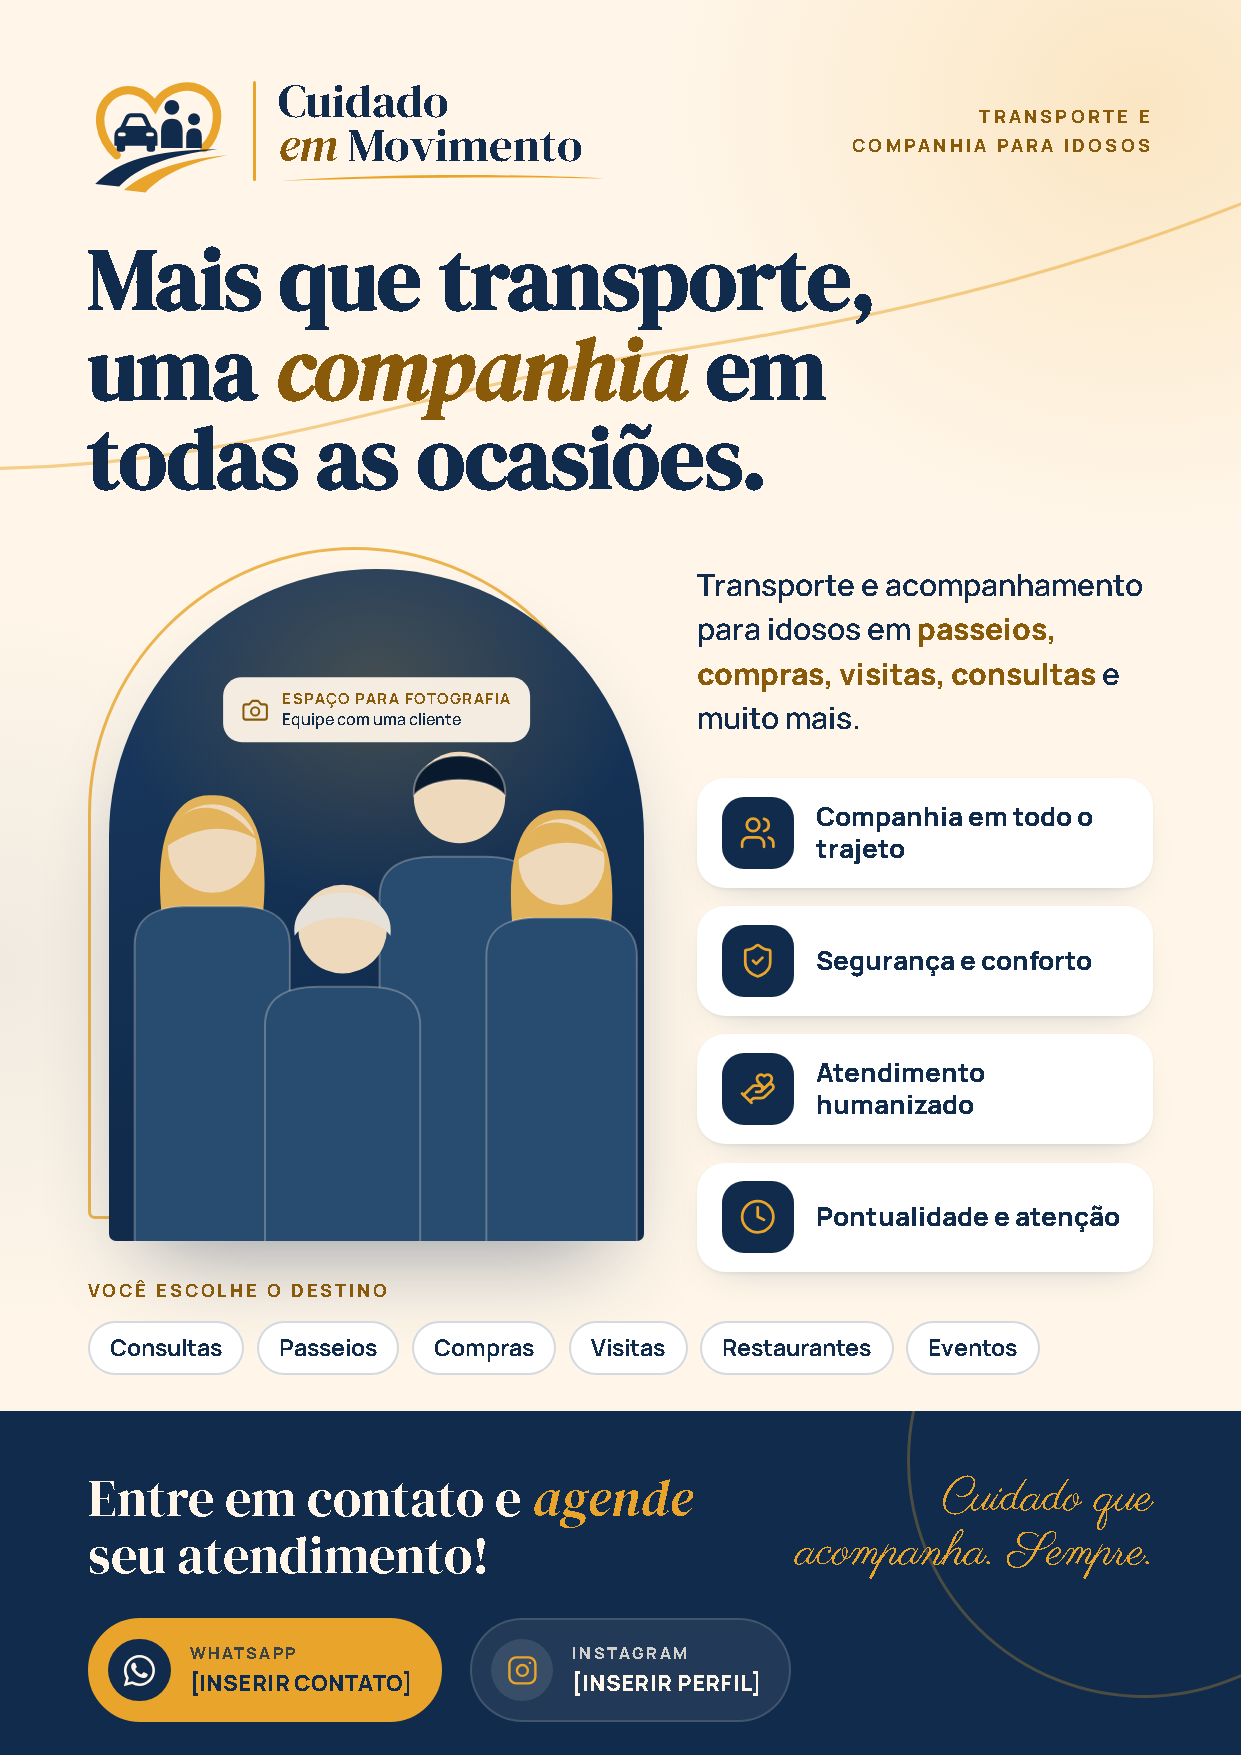 Cuidado
em Movimento
TRANSPORTE E
COMPANHIA PARA IDOSOS
Mais que transporte,
uma companhia em
todas as ocasiões.
ESPAÇO PARA FOTOGRAFIA
Equipe com uma cliente
Transporte e acompanhamento
para idosos em passeios,
compras, visitas, consultas e
muito mais.
Companhia em todo o
trajeto
Segurança e conforto
Atendimento
humanizado
Pontualidade e atenção
VOCÊ ESCOLHE O DESTINO
Consultas
Passeios
Compras
Visitas
Restaurantes
Eventos
Entre em contato e agende
seu atendimento!
Cuidado que
acompanha. Sempre.
WHATSAPP
[INSERIR CONTATO]
INSTAGRAM
[INSERIR PERFIL]